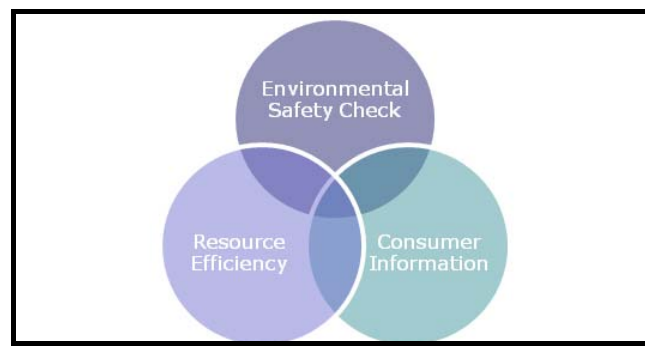 Environmental
Safety Check
Resource
Efficiency
Consumer
Information